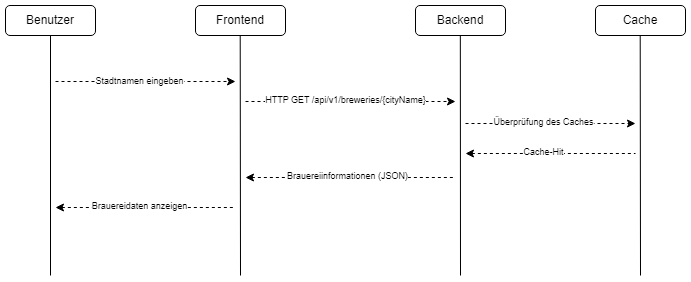 Benutzer
Frontend
Backend
Cache
Stadtnamen eingeben
HTTP GET /api/v1/breweries/{cityName}
Überprüfung des Caches
Cache-Hit
Brauereiinformationen (JSON)
Brauereidaten anzeigen